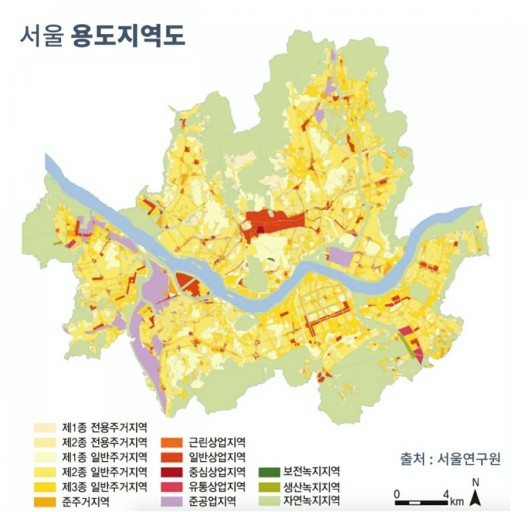 서울 용도지역도
제1종 전용주거지역
제2종 전용주거지역
제1종 일반주거지역
제2종 일반주거지역
제3종 일반주거지역
준주거지역
근린상업지역
일반상업지역
중심상업지역
유통상업지역
준공업지역
보전녹지지역
생산녹지지역
자연녹지지역
출처 : 서울연구원
N
0 4 km